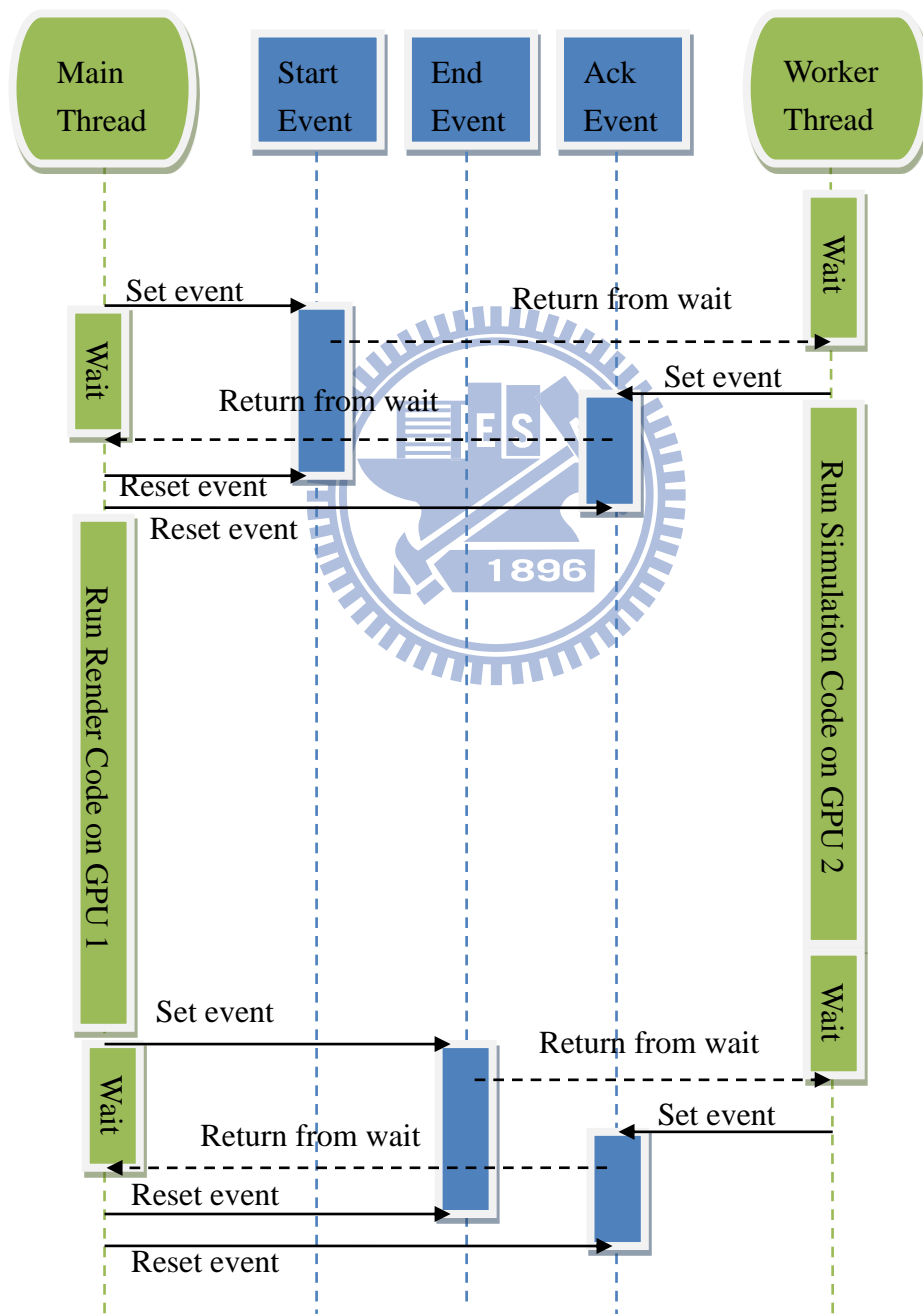 Main
Thread
Start
Event
End
Event
Ack
Event
Worker
Thread
Wait
Set event
Return from wait
Wait
Set event
Return from wait
Reset event
Reset event
E S
1896
Run Simulation Code on GPU 2
Run Render Code on GPU 1
Wait
Set event
Return from wait
Wait
Set event
Return from wait
Reset event
Reset event